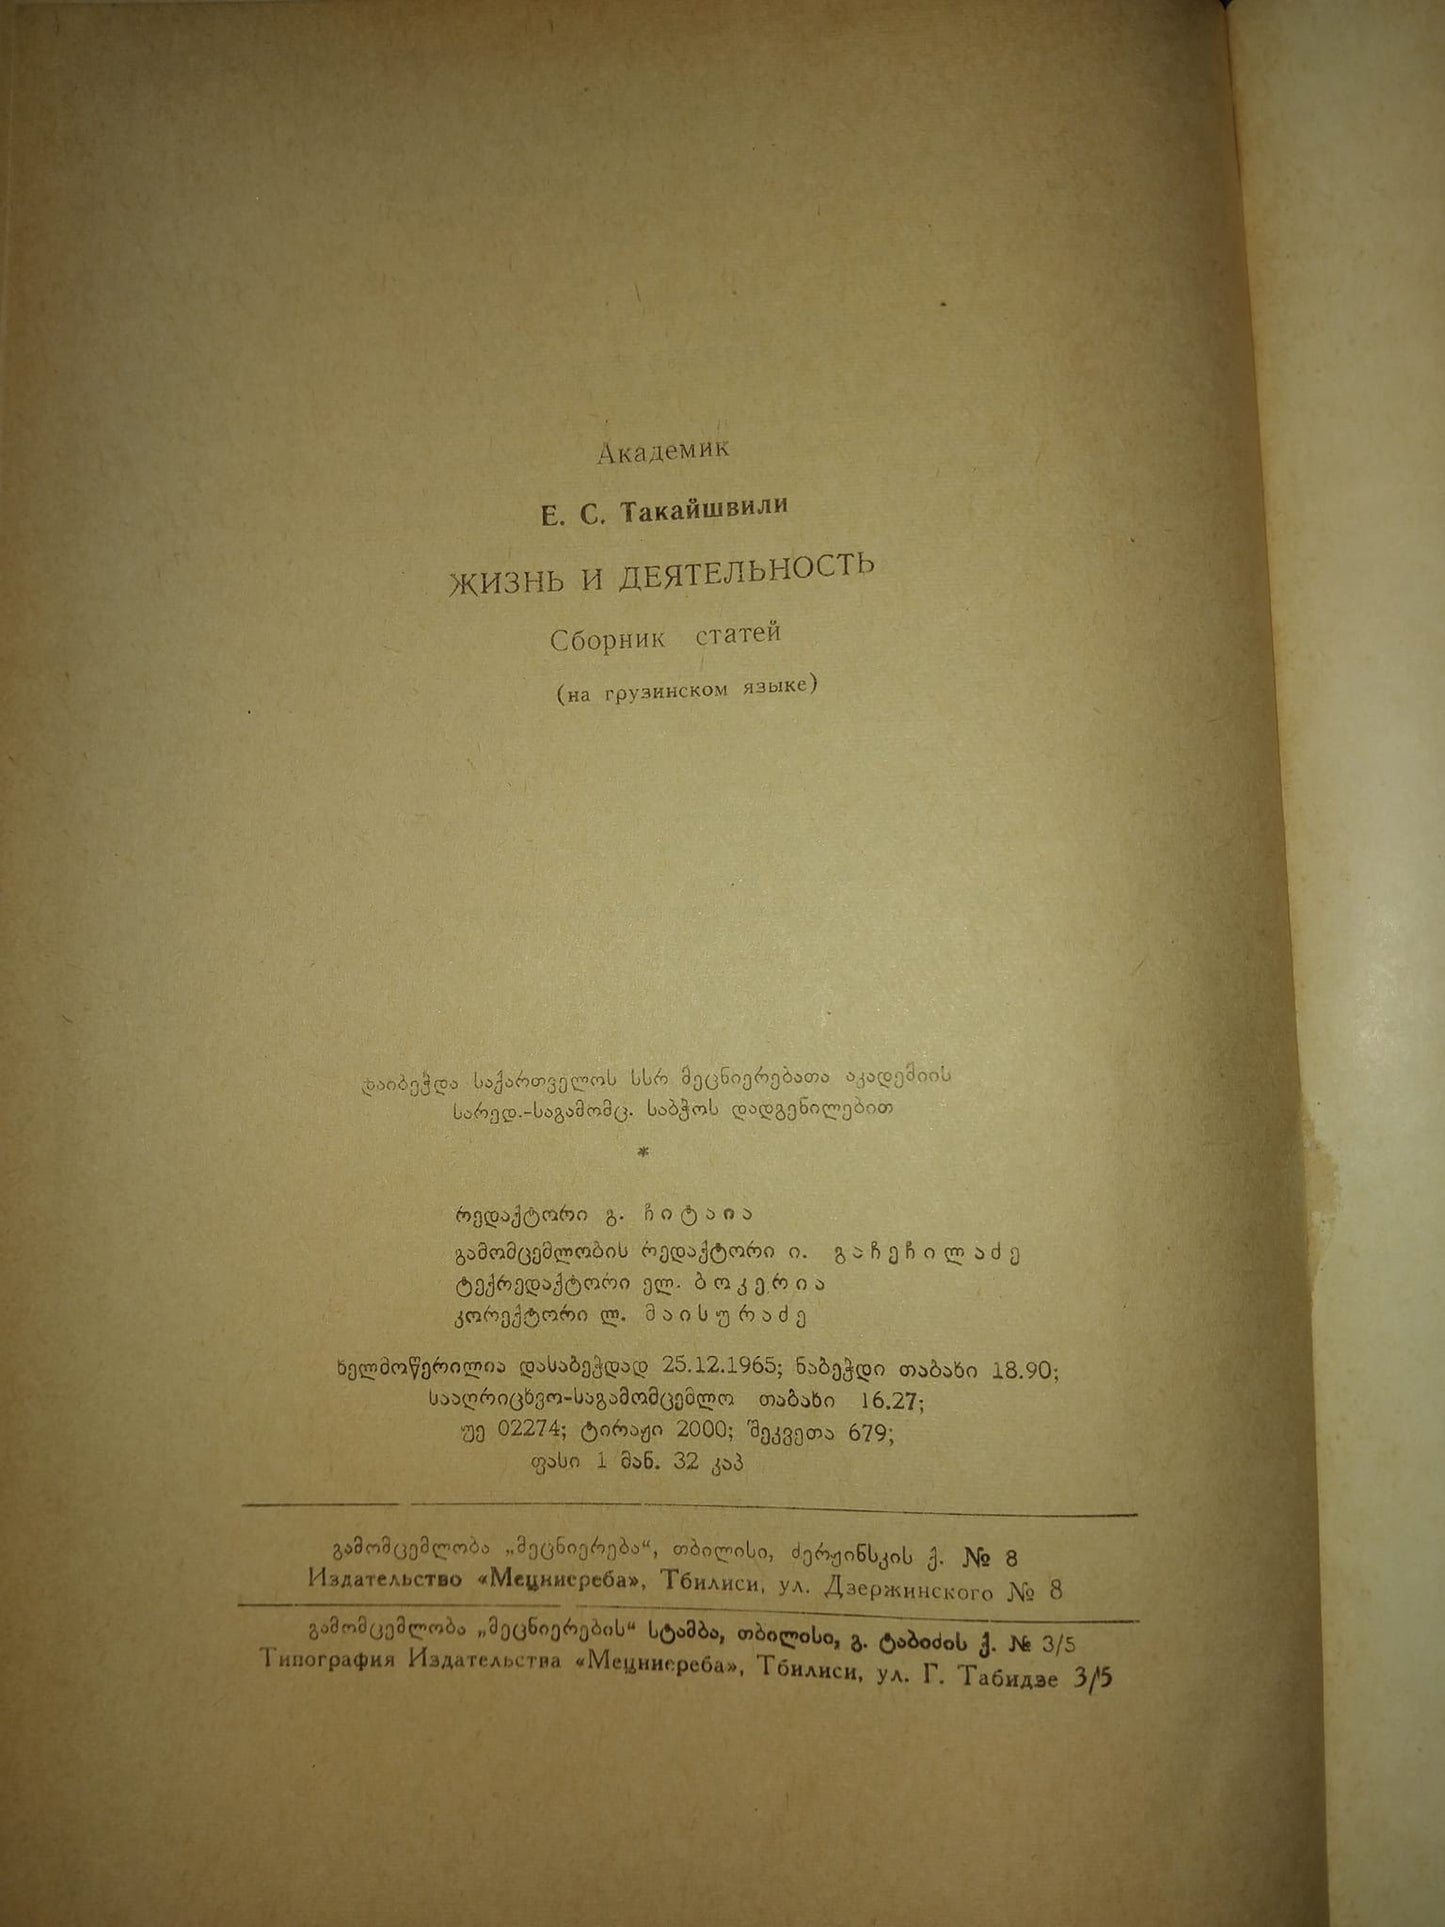 Академик
Е. С. Такайшвили
ЖИЗНЬ И ДЕЯТЕЛЬНОСТЬ
Сборник статей
(на грузинском языке)
დაიბეჭდა საქართველოს სსრ მეცნიერებათა აკადემიის
სარედ.-საგამომც. საბჭოს დადგენილებით
*
რედაქტორი გ. ჩიტაია
გამომცემლობის რედაქტორი ი. გაჩეჩილაძე
ტექრედაქტორი ელ. ბოკერია
კორექტორი ლ. მაისურაძე
ხელმოწერილია დასაბეჭდად 25.12.1965; ნაბეჭდი თაბახი 18.90;
სააღრიცხვო-საგამომცემლო თაბახი 16.27;
უე 02274; ტირაჟი 2000; შეკვეთა 679;
ფასი 1 მან. 32 კაპ
გამომცემლობა „მეცნიერება“, თბილისი, ძერჟინსკის ქ. № 8
Издательство «Мецниереба», Тбилиси, ул. Дзержинского № 8
გამომცემლობა „მეცნიერების“ სტამბა, თბილისი, გ. ტაბიძის ქ. № 3/5
Типография Издательства «Мецниереба», Тбилиси, ул. Г. Табидзе 3/5